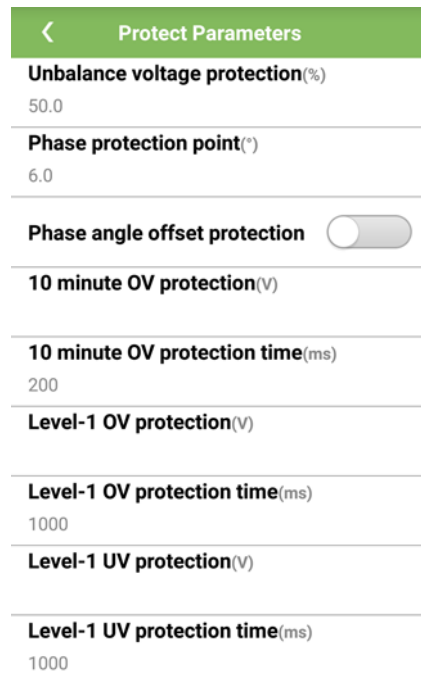 Protect Parameters
Unbalance voltage protection(%)
50.0
Phase protection point(°)
6.0
Phase angle offset protection
10 minute OV protection(V)
10 minute OV protection time(ms)
200
Level-1 OV protection(V)
Level-1 OV protection time(ms)
1000
Level-1 UV protection(V)
Level-1 UV protection time(ms)
1000